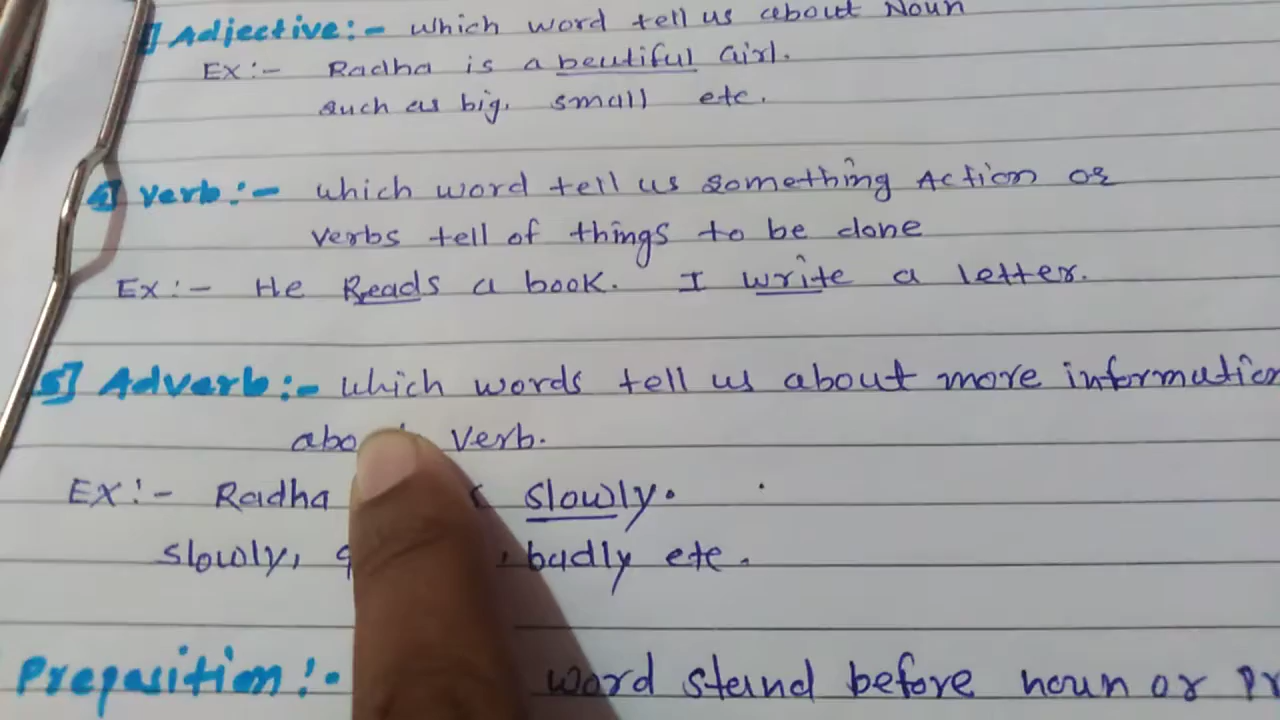 ] Adjective:- which word tell us about Noun
Ex:- Radha is a beutiful Girl.
such as big, small etc.
4] verb:- which word tell us something Action or
verbs tell of things to be done
Ex:- He Reads a book. I write a letter.
5] Adverb:- which words tell us about more information
verb.
Ex:- Radha slowly.
slowly, badly etc.
Preposition:- word stand before noun or